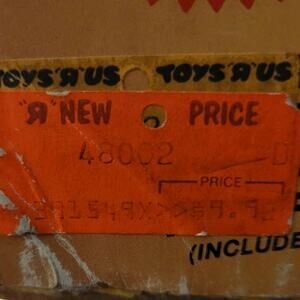 TOYS "R" US TOYS "R" US
"R" NEW PRICE
48002 D
PRICE
(INCLUDE